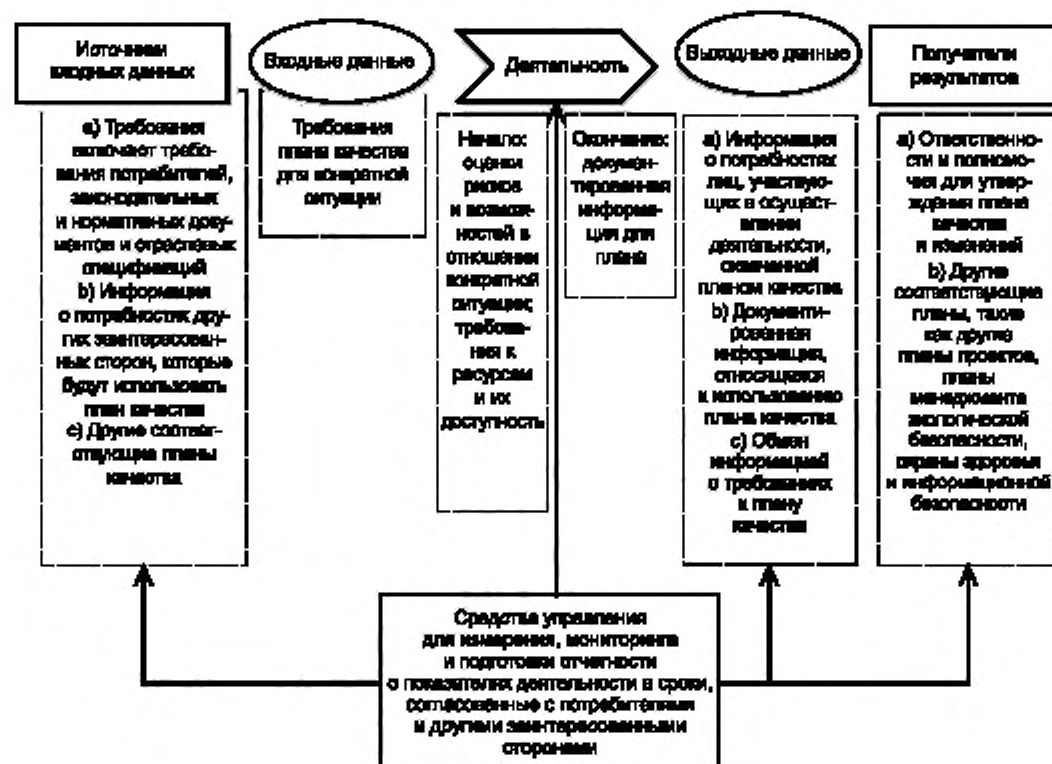 Источники
входных данных
Входные данные
Деятельность
Выходные данные
Получатели
результатов
a) Требования
включают требо-
вания потребителей,
законодательных
и нормативных доку-
ментов и отраслевых
спецификаций
b) Информация
о потребностях дру-
гих заинтересован-
ных сторон, которые
будут использовать
план качества
c) Другие соответ-
ствующие планы
качества
Требования
плана качества
для конкретной
ситуации
Начало:
оценки
рисков
и возмож-
ностей в
отношении
конкретной
ситуации;
требова-
ния к
ресурсам
и их
доступность
Окончание:
докумен-
тированная
информа-
ция для
плана
a) Информация
о потребностях
лиц, участвую-
щих в осущест-
влении
деятельности,
охваченной
планом качества
b) Документи-
рованная
информация,
относящаяся
к использованию
плана качества
c) Обмен
информацией
о требованиях
к плану
качества
a) Ответственно-
сти и полномо-
чия для утвер-
ждения плана
качества
и изменений
b) Другие
соответствующие
планы, такие
как другие
планы проектов,
планы
менеджмента
экологической
безопасности,
охраны здоровья
и информационной
безопасности
Средства управления
для измерения, мониторинга
и подготовки отчетности
о показателях деятельности в сроки,
согласованные с потребителями
и другими заинтересованными
сторонами